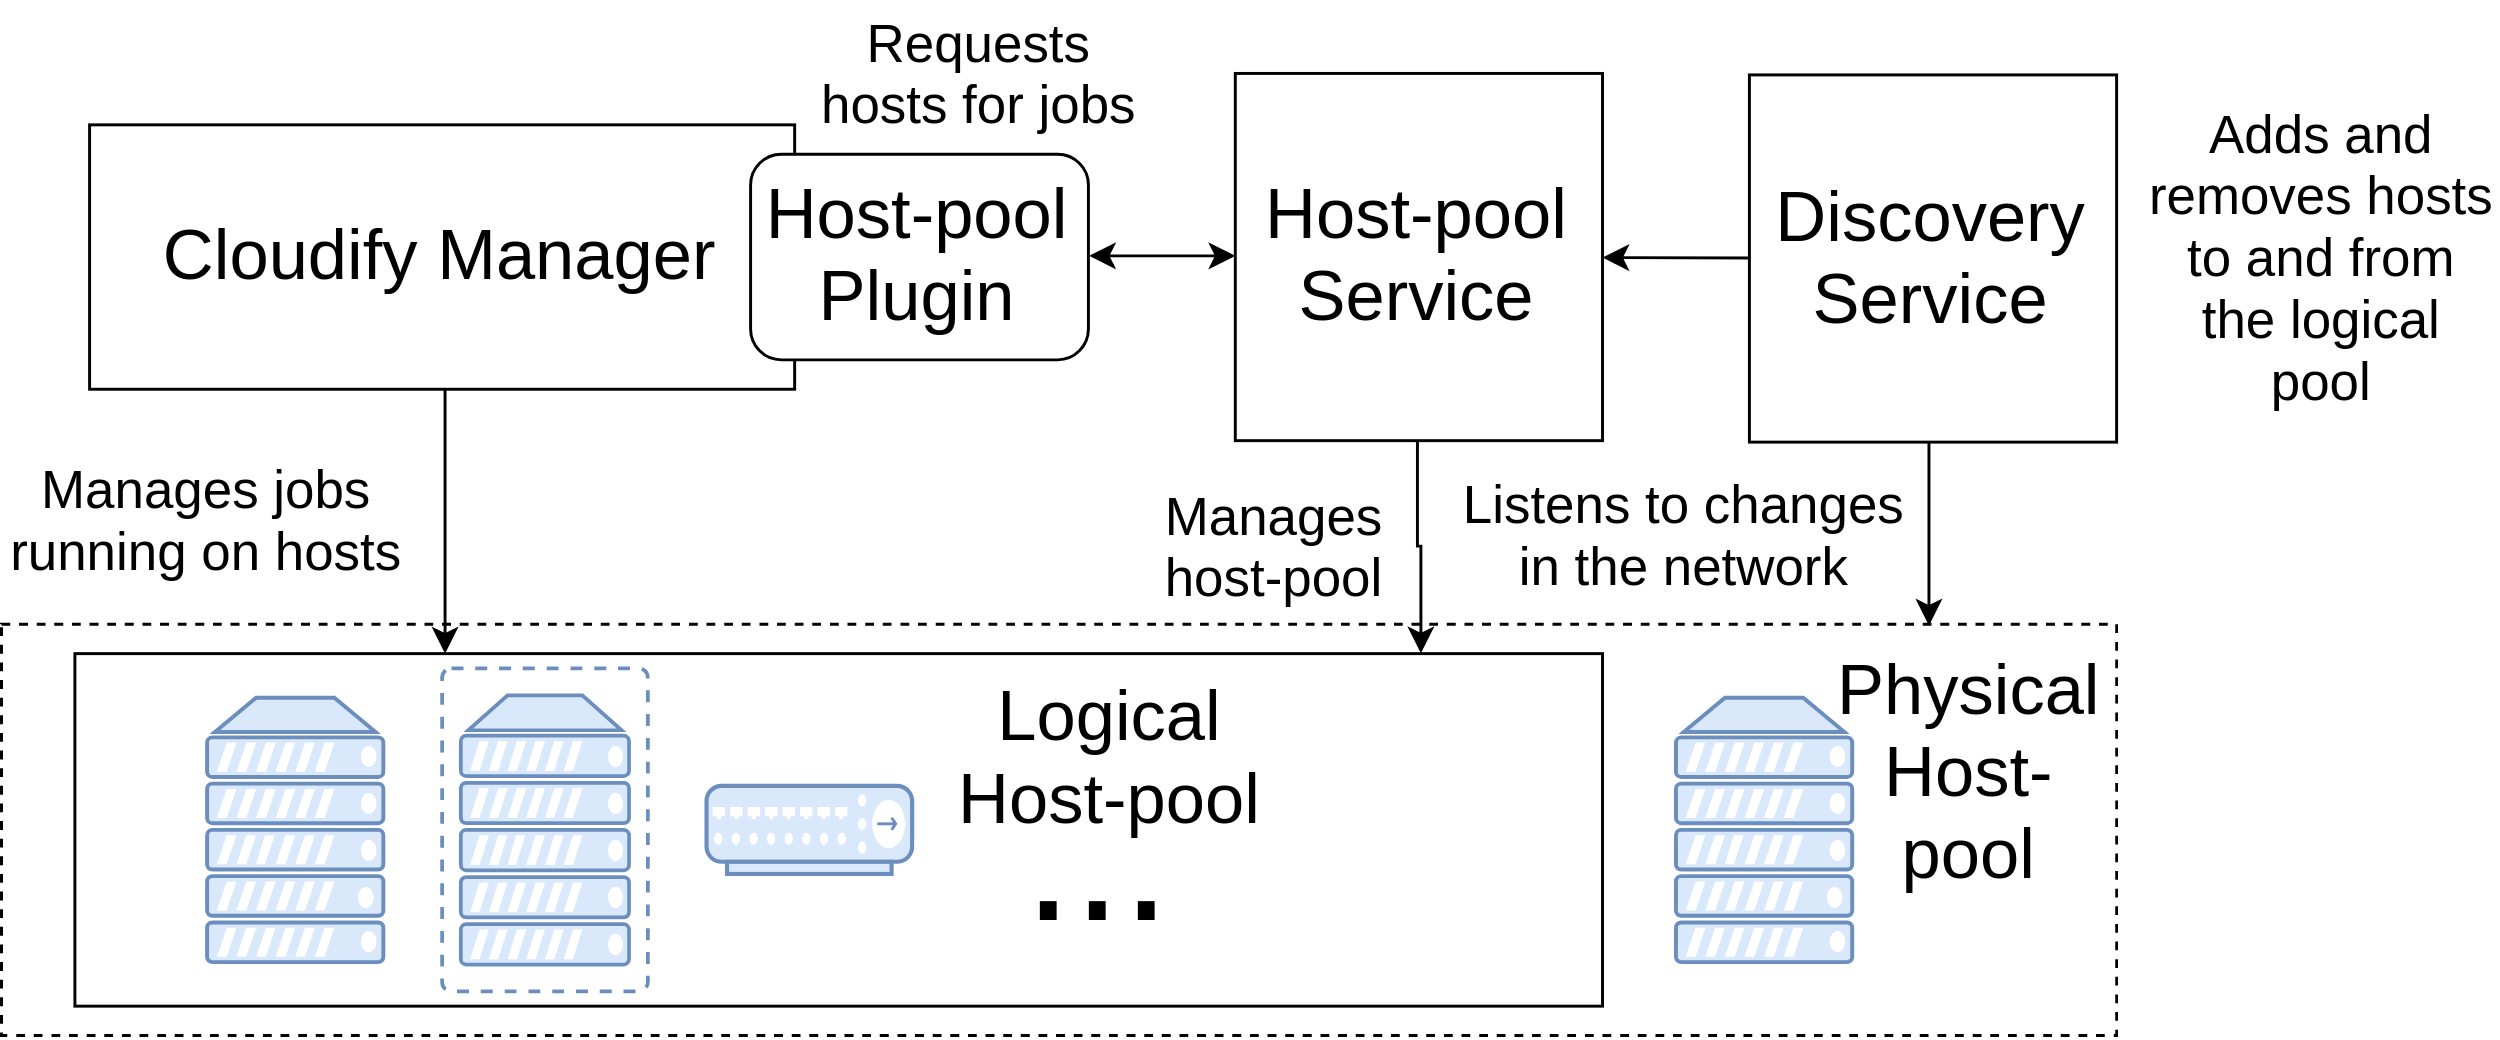 Requests
hosts for jobs
Cloudify Manager
Host-pool
Plugin
Host-pool
Service
Discovery
Service
Adds and
removes hosts
to and from
the logical
pool
Manages jobs
running on hosts
Manages
host-pool
Listens to changes
in the network
Logical
Host-pool
...
Physical
Host-
pool